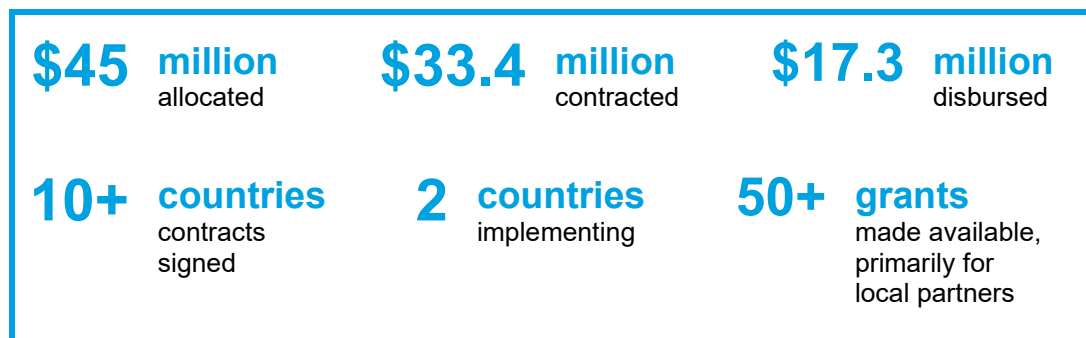 $45 million
allocated
$33.4 million
contracted
$17.3 million
disbursed
10+ countries
contracts
signed
2 countries
implementing
50+ grants
made available,
primarily for
local partners